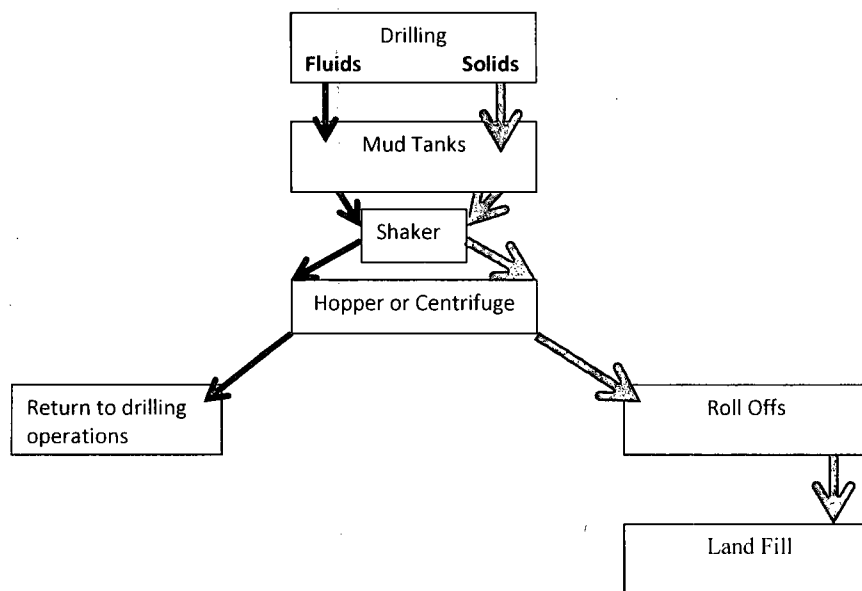 Drilling
Fluids Solids
Mud Tanks
Shaker
Hopper or Centrifuge
Return to drilling
operations
Roll Offs
Land Fill